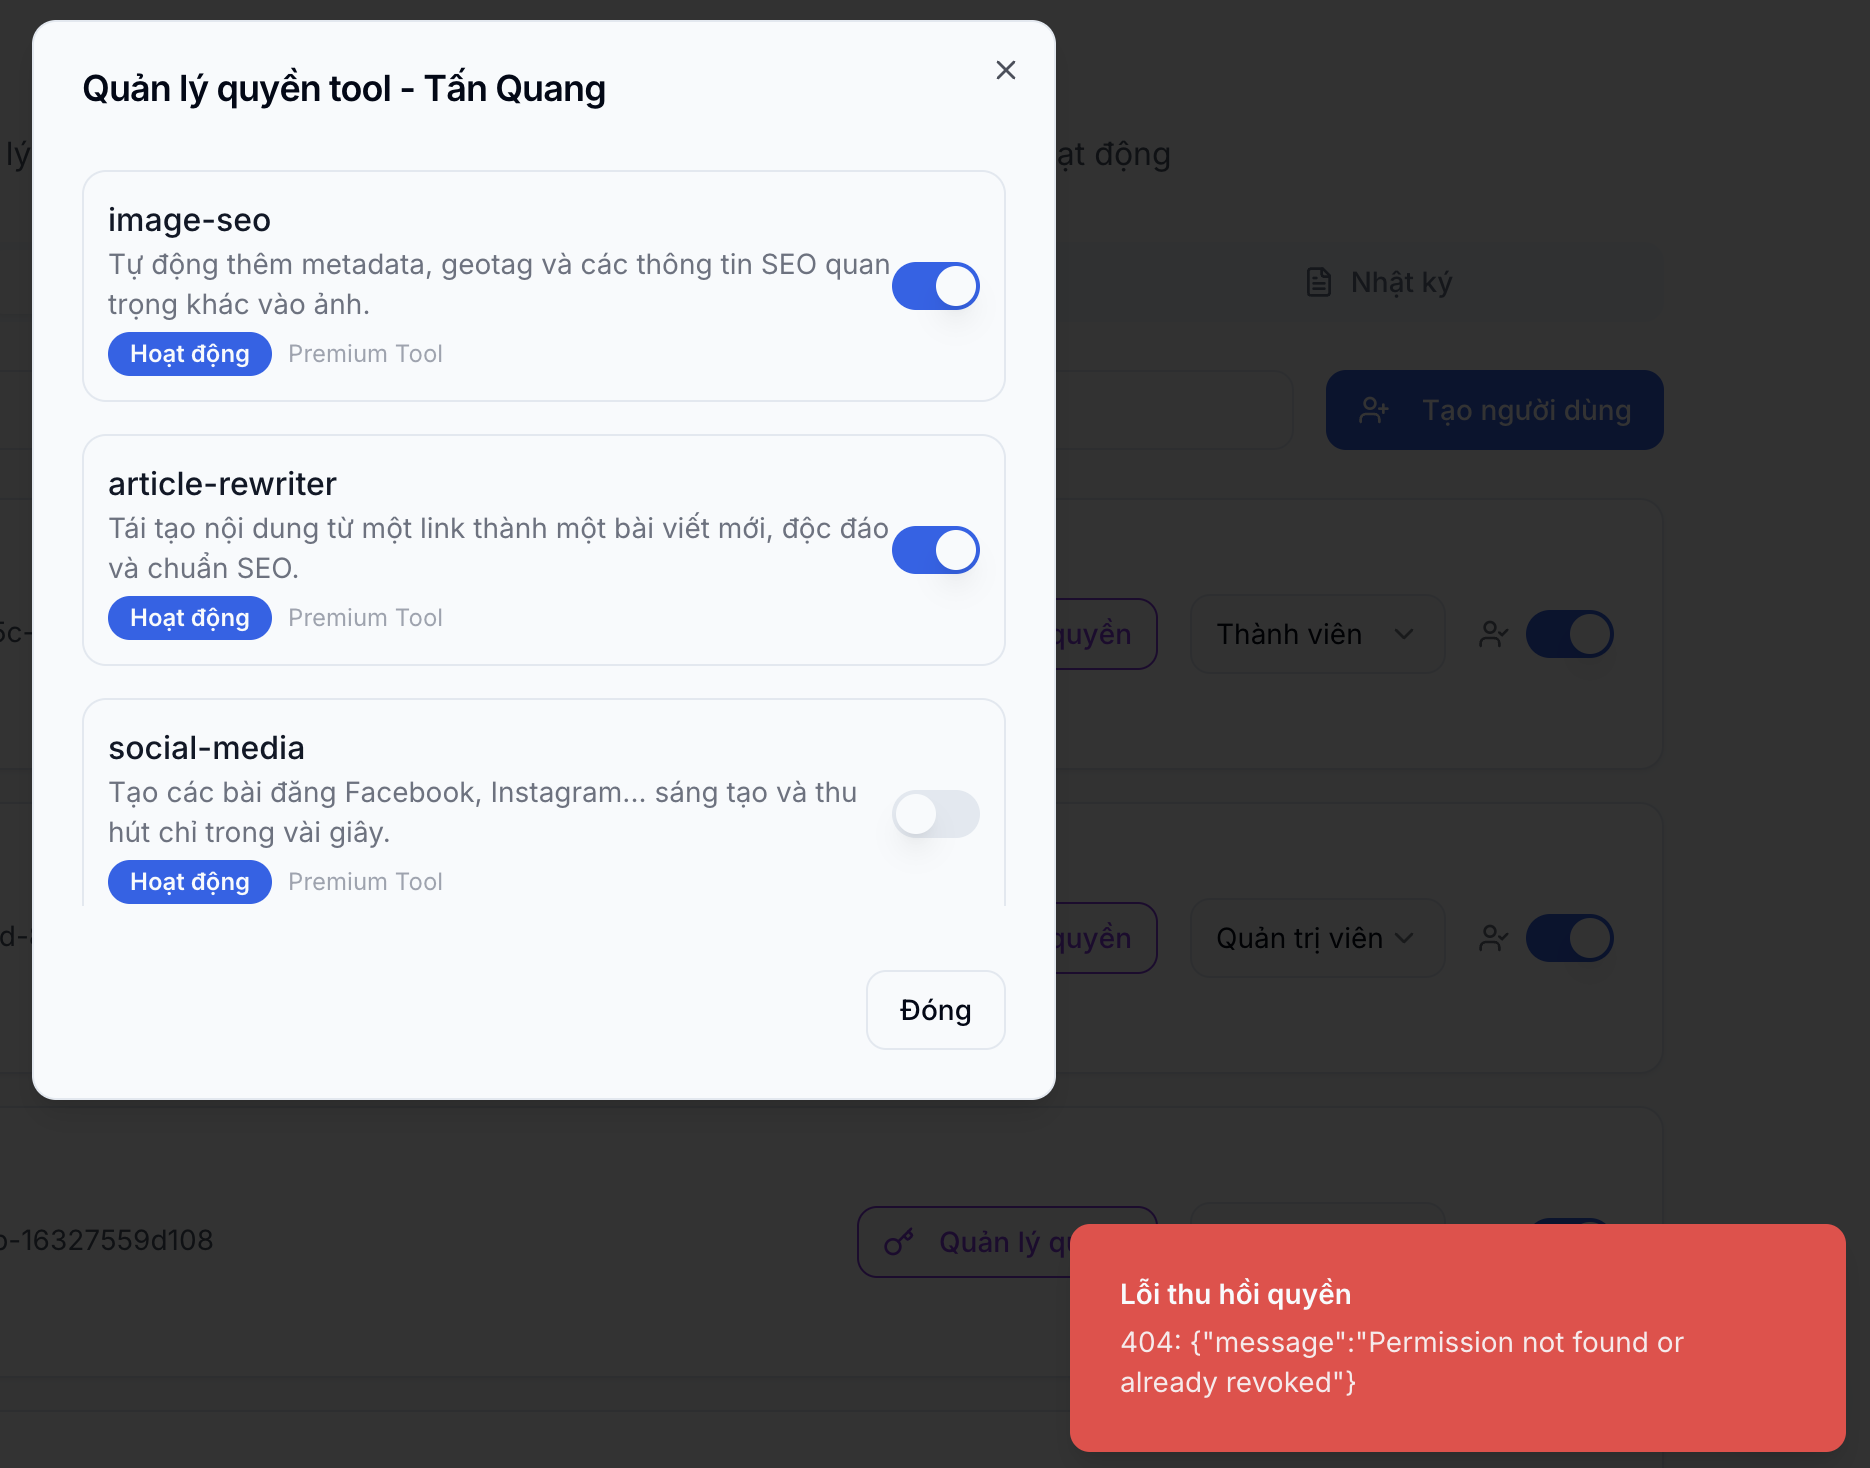 Quản lý quyền tool - Tấn Quang
lý
ạt động
image-seo
Tự động thêm metadata, geotag và các thông tin SEO quan
trọng khác vào ảnh.
Hoạt động
Premium Tool
Nhật ký
Tạo người dùng
article-rewriter
Tái tạo nội dung từ một link thành một bài viết mới, độc đáo
và chuẩn SEO.
Hoạt động
Premium Tool
quyền
Thành viên
social-media
Tạo các bài đăng Facebook, Instagram... sáng tạo và thu
hút chỉ trong vài giây.
Hoạt động
Premium Tool
quyền
Quản trị viên
Đóng
-16327559d108
Quản lý q
Lỗi thu hồi quyền
404: {"message":"Permission not found or
already revoked"}